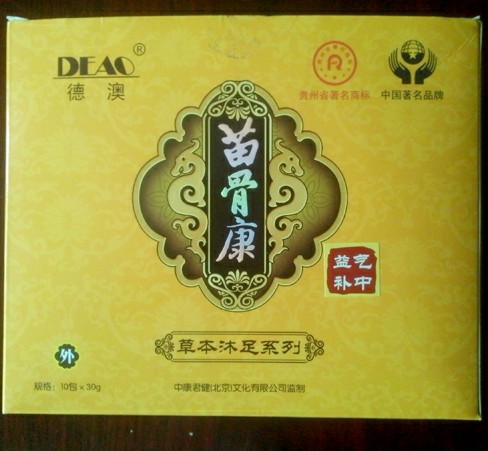 DEAO®
德澳
R
贵州省著名商标
中国著名品牌
苗骨康
益气
补中
草本沐足系列
外
规格：10包×30g
中康君健(北京)文化有限公司监制